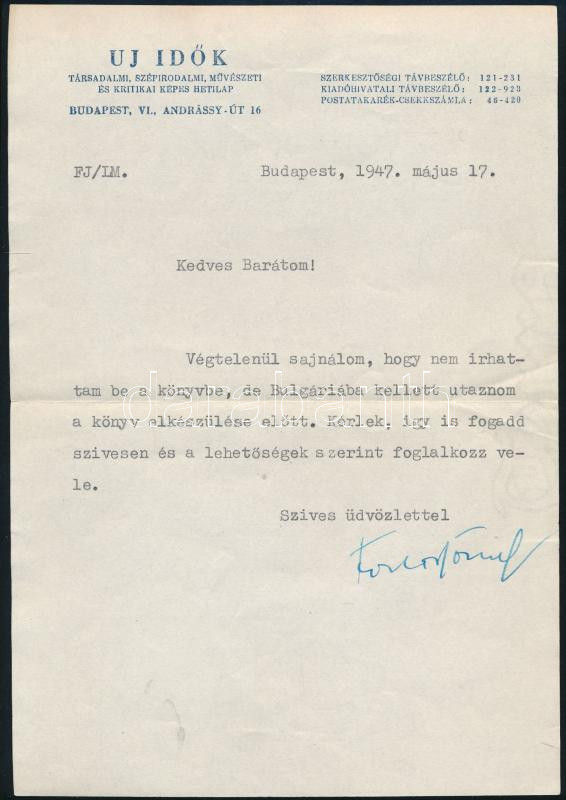 UJ IDŐK
TÁRSADALMI, SZÉPIRODALMI, MŰVÉSZETI
ÉS KRITIKAI KÉPES HETILAP
BUDAPEST, VI., ANDRÁSSY-ÚT 16
SZERKESZTŐSÉGI TÁVBESZÉLŐ: 121-231
KIADÓHIVATALI TÁVBESZÉLŐ: 122-923
POSTATAKARÉK-CSEKKSZÁMLA: 46-420
FJ/LM.
Budapest, 1947. május 17.
Kedves Barátom!
Végtelenül sajnálom, hogy nem irhat-
tam be a könyvbe, de Bulgáriába kellett utaznom
a könyv elkészülése előtt. Kérlek, igy is fogadd
szivesen és a lehetőségek szerint foglalkozz ve-
le.
Szives üdvözlettel
darabanth